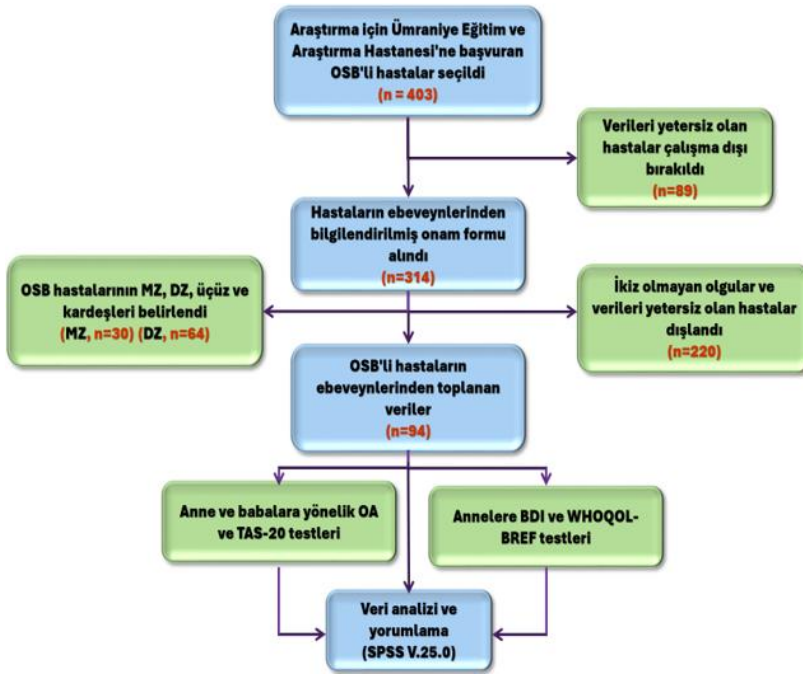 Araştırma için Ümraniye Eğitim ve
Araştırma Hastanesi'ne başvuran
OSB'li hastalar seçildi
(n = 403)
Verileri yetersiz olan
hastalar çalışma dışı
bırakıldı
(n=89)
Hastaların ebeveynlerinden
bilgilendirilmiş onam formu
alındı
(n=314)
OSB hastalarının MZ, DZ, üçüz ve
kardeşleri belirlendi
(MZ, n=30) (DZ, n=64)
İkiz olmayan olgular ve
verileri yetersiz olan hastalar
dışlandı
(n=220)
OSB'li hastaların
ebeveynlerinden toplanan
veriler
(n=94)
Anne ve babalara yönelik OA
ve TAS-20 testleri
Annelere BDI ve WHOQOL-
BREF testleri
Veri analizi ve
yorumlama
(SPSS V.25.0)